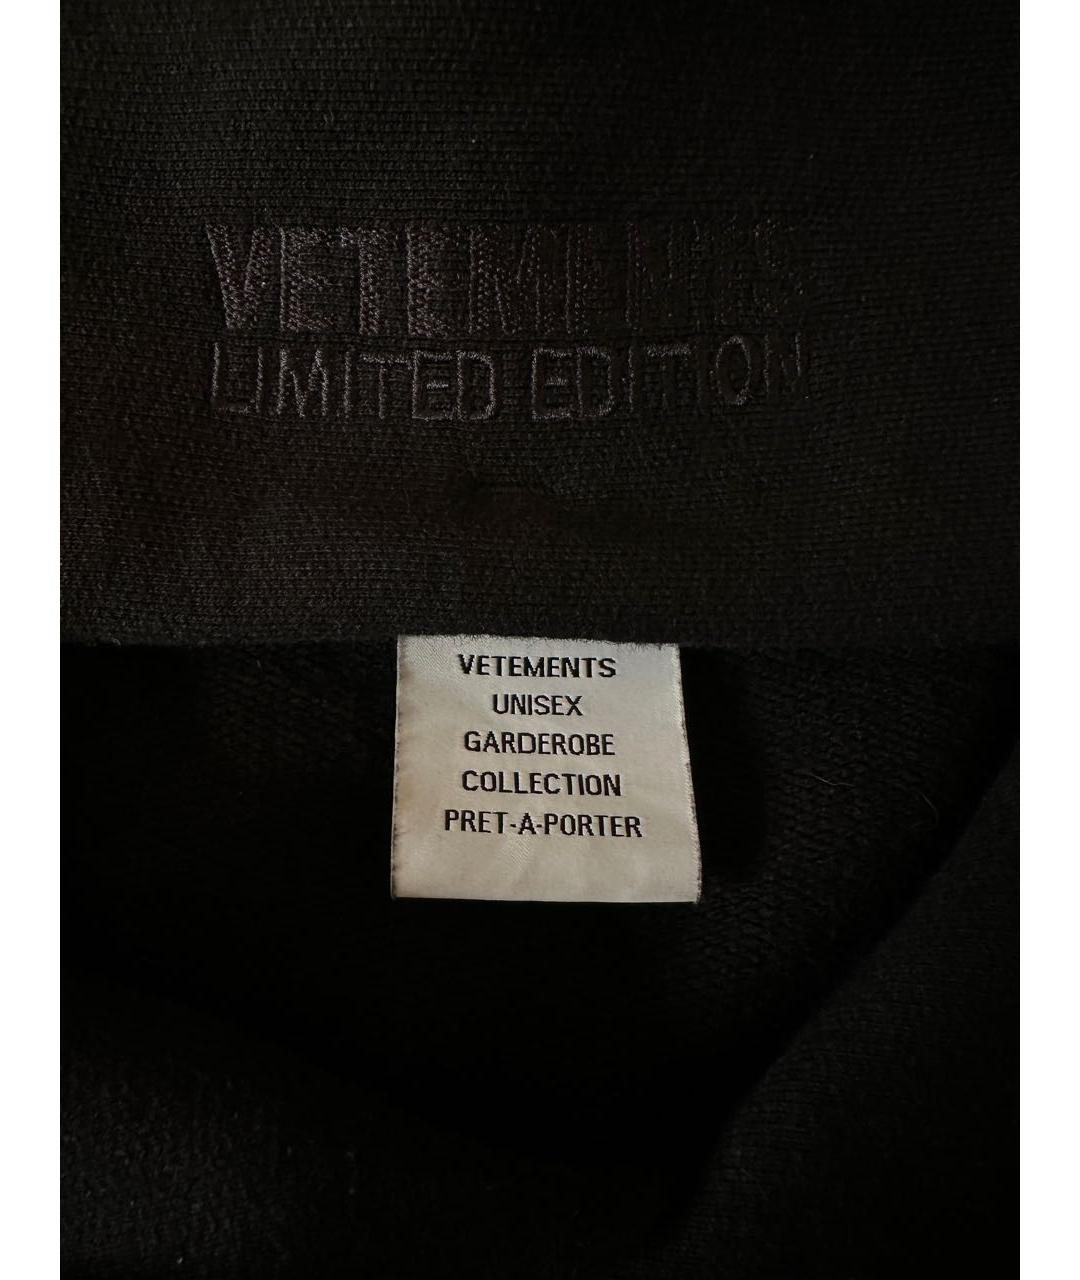 VETEMENTS
LIMITED EDITION
VETEMENTS
UNISEX
GARDEROBE
COLLECTION
PRET-A-PORTER